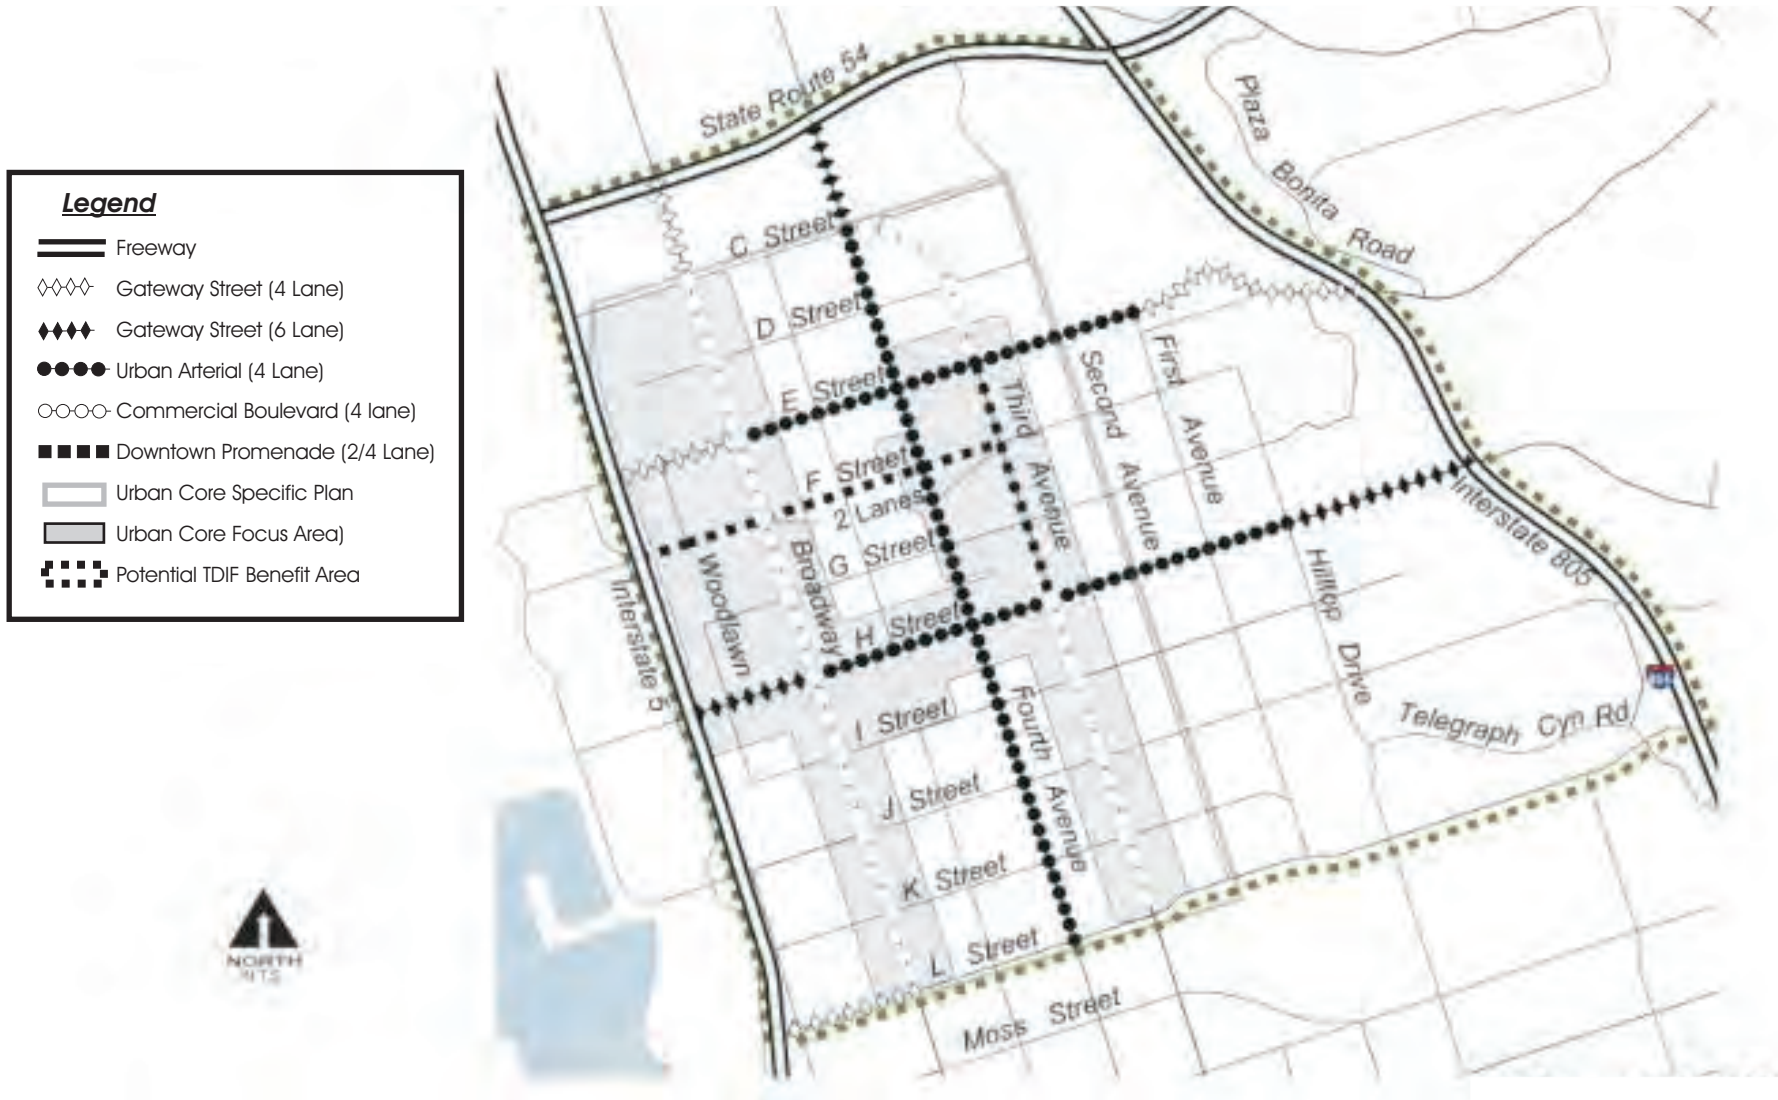 Legend
Freeway
Gateway Street (4 Lane)
Gateway Street (6 Lane)
Urban Arterial (4 Lane)
Commercial Boulevard (4 lane)
Downtown Promenade (2/4 Lane)
Urban Core Specific Plan
Urban Core Focus Area)
Potential TDIF Benefit Area
NORTH
NTS
State Route 54
Plaza Bonita Road
C Street
D Street
E Street
F Street
2 Lanes
G Street
H Street
I Street
J Street
K Street
L Street
Moss Street
Interstate 5
Woodlawn
Broadway
Fourth Avenue
Third Avenue
Second Avenue
First Avenue
Hilltop Drive
Interstate 805
Telegraph Cyn Rd